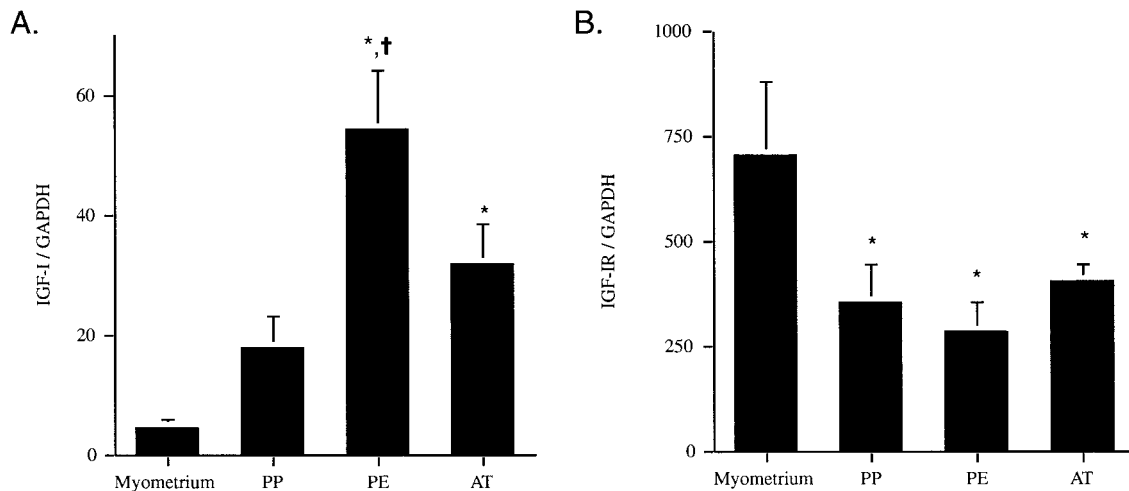 A.
IGF-I / GAPDH
60
40
20
0
*,†
*
Myometrium PP PE AT
B.
IGF-IR / GAPDH
1000
750
500
250
0
*
*
*
Myometrium PP PE AT